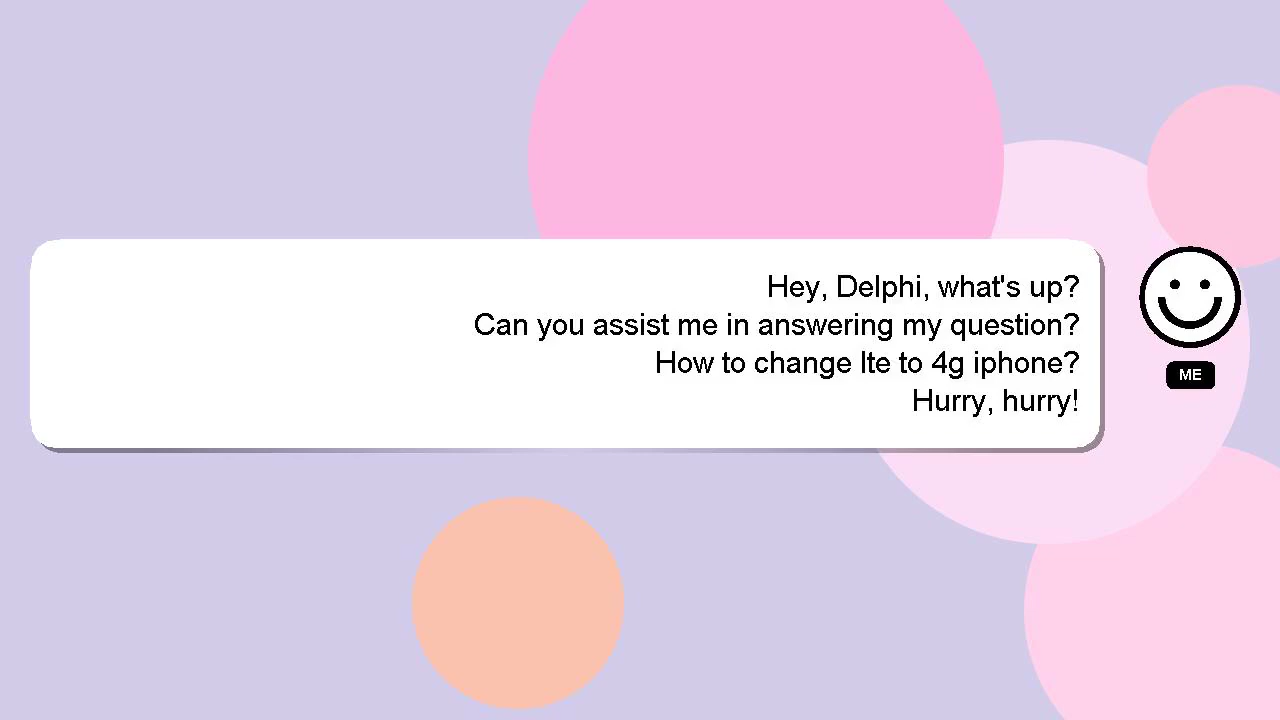 Hey, Delphi, what's up?
Can you assist me in answering my question?
How to change lte to 4g iphone?
Hurry, hurry!
ME